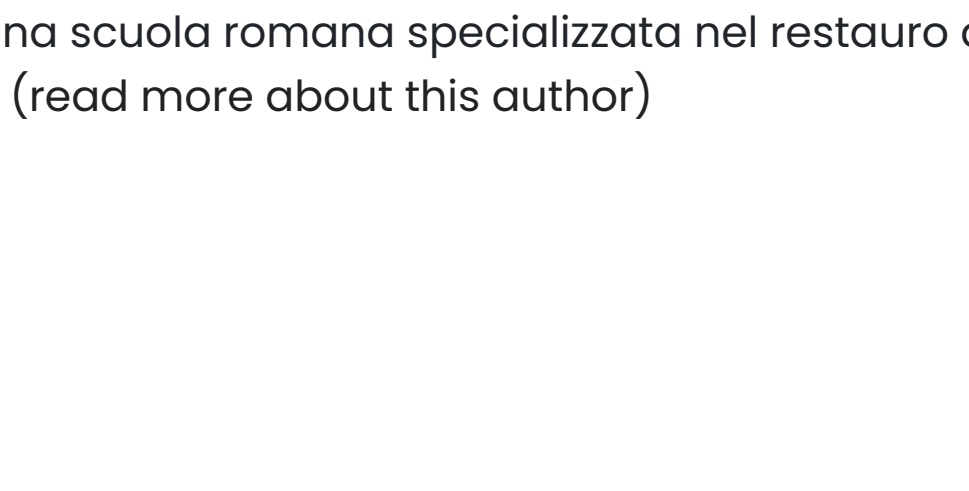 na scuola romana specializzata nel restauro
(read more about this author)